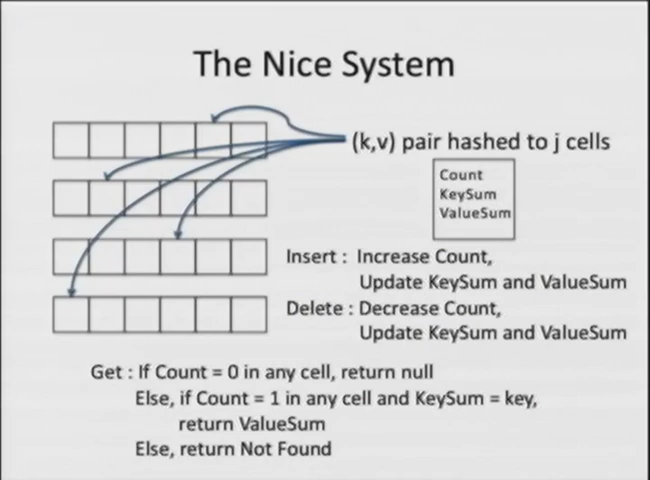 The Nice System
(k,v) pair hashed to j cells
Count
KeySum
ValueSum
Insert : Increase Count,
Update KeySum and ValueSum
Delete : Decrease Count,
Update KeySum and ValueSum
Get : If Count = 0 in any cell, return null
Else, if Count = 1 in any cell and KeySum = key,
return ValueSum
Else, return Not Found